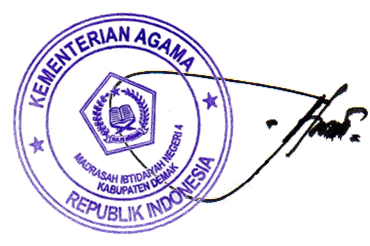 KEMENTERIAN AGAMA
MADRASAH IBTIDAIYAH NEGERI 4
KABUPATEN DEMAK
REPUBLIK INDONESIA